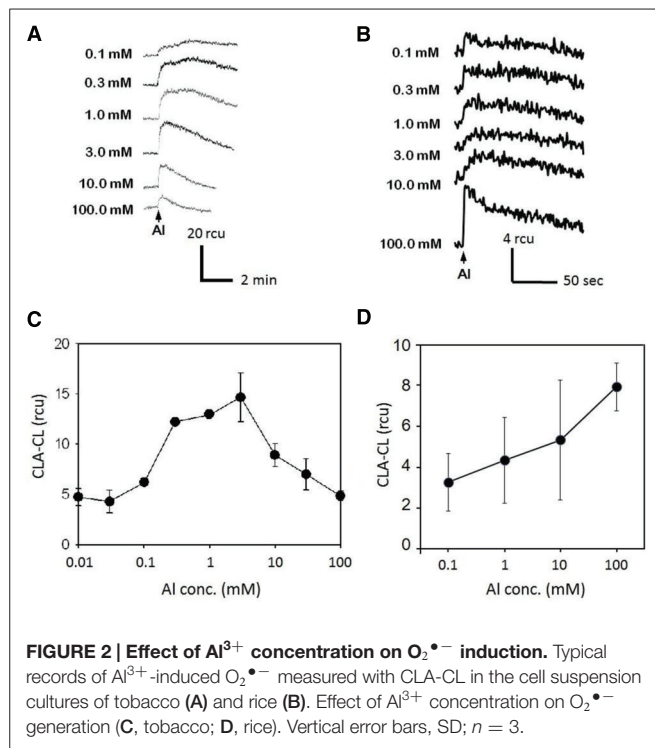 A
0.1 mM
0.3 mM
1.0 mM
3.0 mM
10.0 mM
100.0 mM
Al
20 rcu
2 min
B
0.1 mM
0.3 mM
1.0 mM
3.0 mM
10.0 mM
100.0 mM
Al
4 rcu
50 sec
C
20
15
10
5
0
CLA-CL (rcu)
0.01 0.1 1 10 100
Al conc. (mM)
D
10
8
6
4
2
0
CLA-CL (rcu)
0.1 1 10 100
Al conc. (mM)
FIGURE 2 | Effect of Al³⁺ concentration on O₂•⁻ induction. Typical
records of Al³⁺-induced O₂•⁻ measured with CLA-CL in the cell suspension
cultures of tobacco (A) and rice (B). Effect of Al³⁺ concentration on O₂•⁻
generation (C, tobacco; D, rice). Vertical error bars, SD; n = 3.